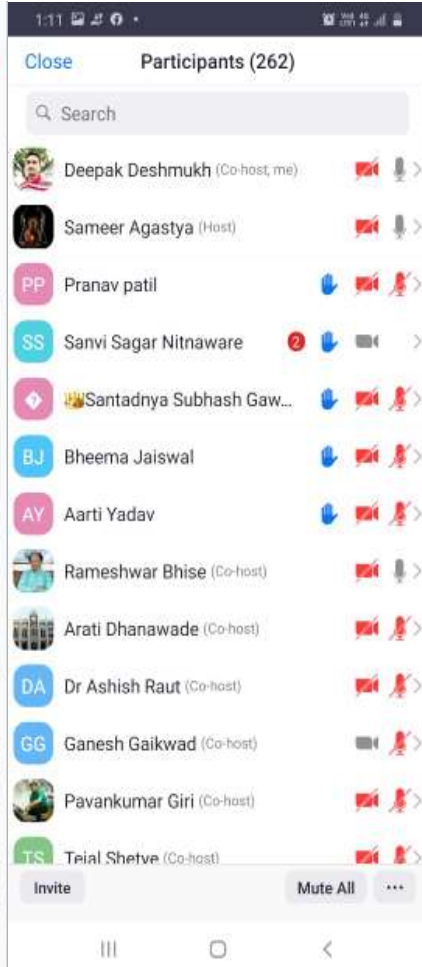 1:11
Close Participants (262)
Search
Deepak Deshmukh (Co-host, me)
Sameer Agastya (Host)
PP Pranav patil
SS Sanvi Sagar Nitnaware 2
Santadnya Subhash Gaw...
BJ Bheema Jaiswal
AY Aarti Yadav
Rameshwar Bhise (Co-host)
Arati Dhanawade (Co-host)
DA Dr Ashish Raut (Co-host)
GG Ganesh Gaikwad (Co-host)
Pavankumar Giri (Co-host)
TS Tejal Shetye (Co-host)
Invite Mute All ...